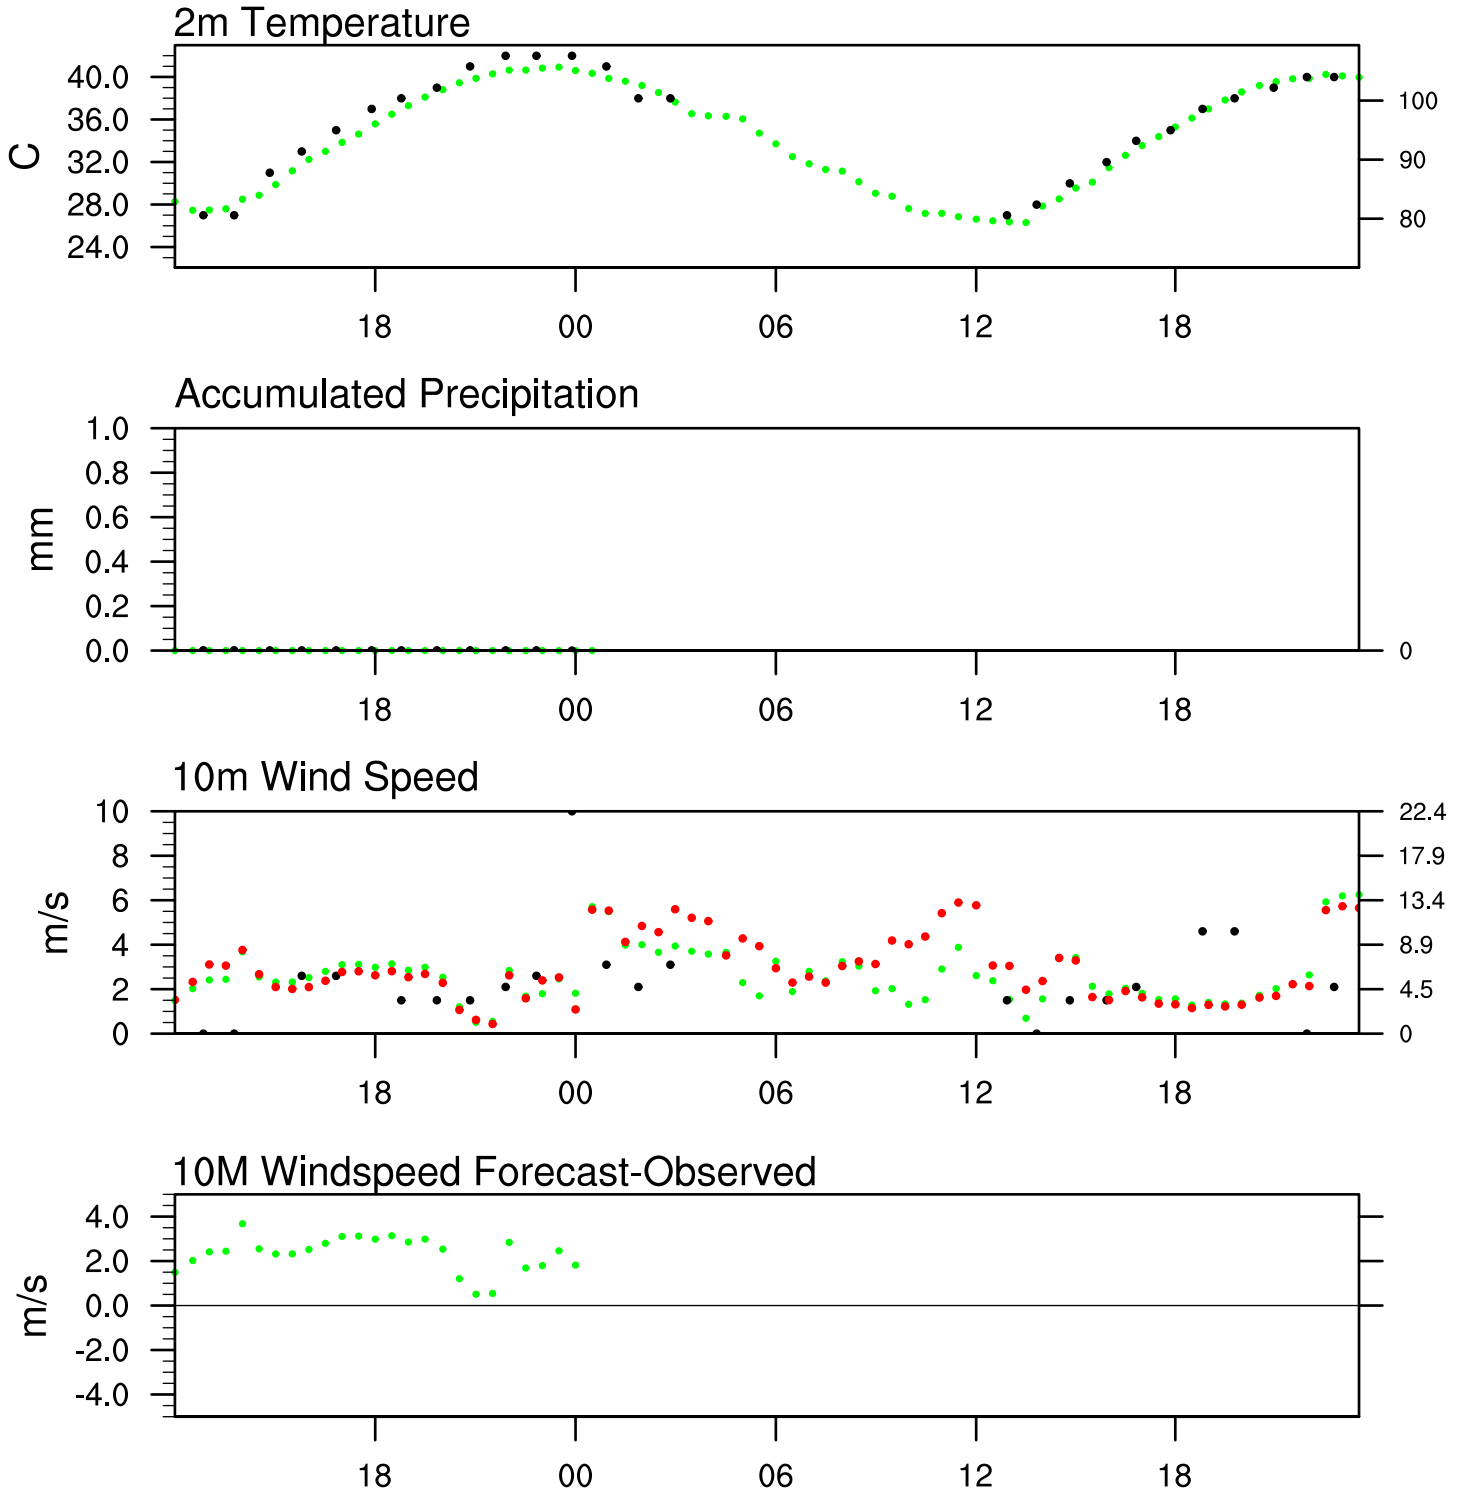 2m Temperature
40.0
36.0
32.0
28.0
24.0
C
100
90
80
18 00 06 12 18
Accumulated Precipitation
1.0
0.8
0.6
0.4
0.2
0.0
mm
0
18 00 06 12 18
10m Wind Speed
10
8
6
4
2
0
m/s
22.4
17.9
13.4
8.9
4.5
0
18 00 06 12 18
10M Windspeed Forecast-Observed
4.0
2.0
0.0
-2.0
-4.0
m/s
18 00 06 12 18